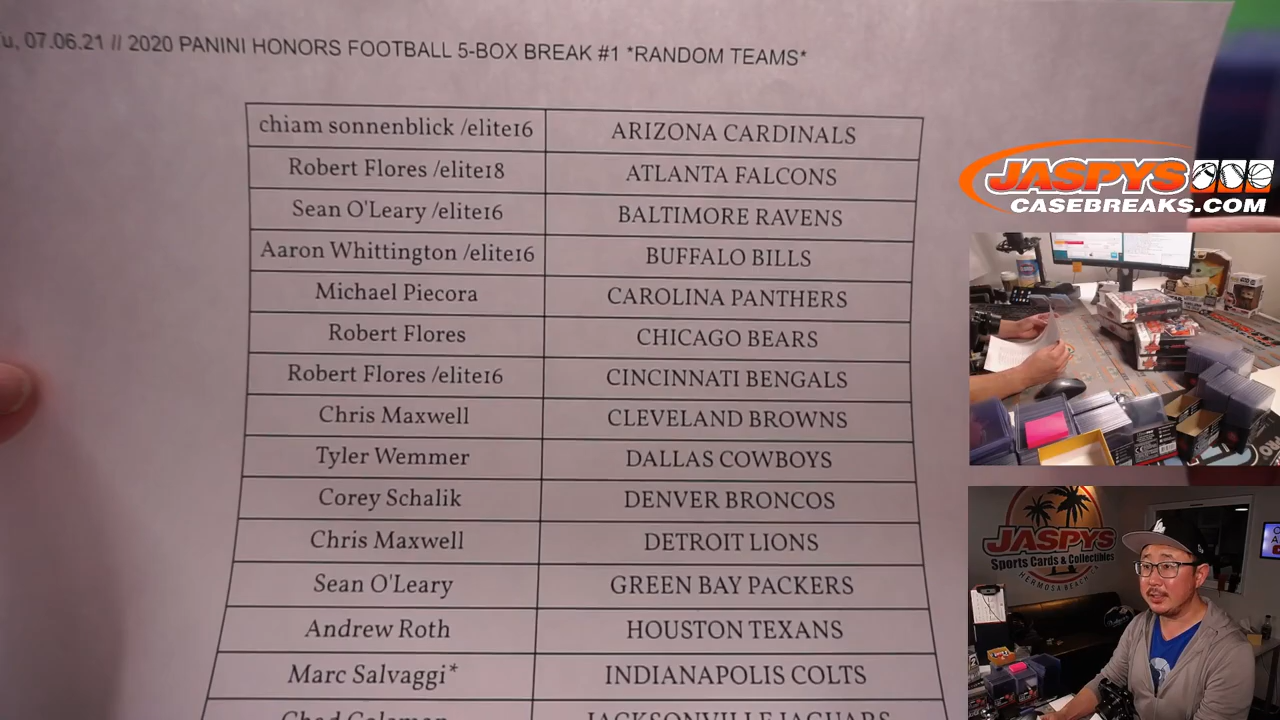 07.06.21 // 2020 PANINI HONORS FOOTBALL 5-BOX BREAK #1 *RANDOM TEAMS*
chiam sonnenblick /elite16 ARIZONA CARDINALS
Robert Flores /elite18 ATLANTA FALCONS
Sean O'Leary /elite16 BALTIMORE RAVENS
Aaron Whittington /elite16 BUFFALO BILLS
Michael Piecora CAROLINA PANTHERS
Robert Flores CHICAGO BEARS
Robert Flores /elite16 CINCINNATI BENGALS
Chris Maxwell CLEVELAND BROWNS
Tyler Wemmer DALLAS COWBOYS
Corey Schalik DENVER BRONCOS
Chris Maxwell DETROIT LIONS
Sean O'Leary GREEN BAY PACKERS
Andrew Roth HOUSTON TEXANS
Marc Salvaggi* INDIANAPOLIS COLTS
Chad Coleman JACKSONVILLE JAGUARS
JASPYS
CASEBREAKS.COM
JASPYS
Sports Cards & Collectibles
HERMOSA BEACH